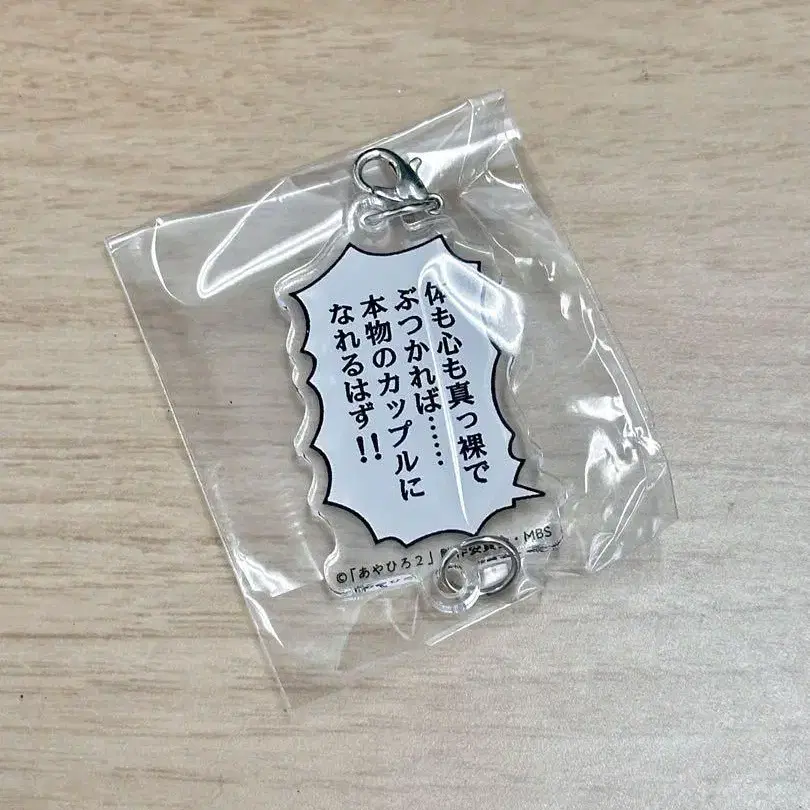 体も心も真っ裸で
ぶつかれば……
本物のカップルに
なれるはず!!
©「あやひろ2」 ・MBS